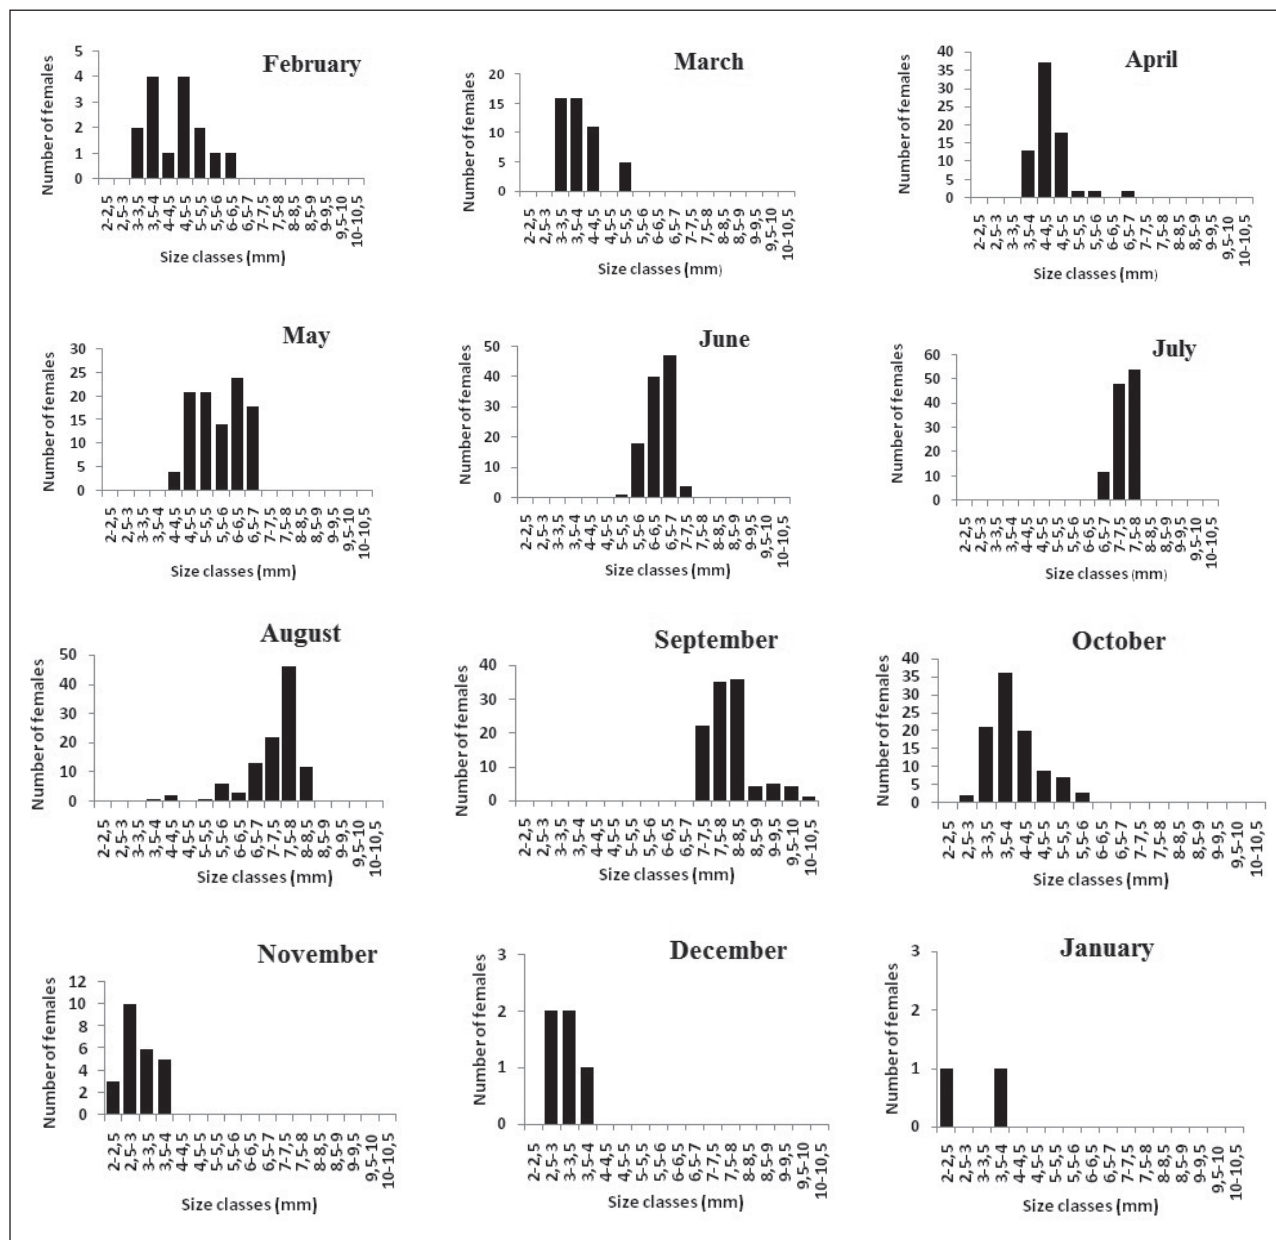 February
Number of females
5
4
3
2
1
0
2-2,5 2,5-3 3-3,5 3,5-4 4-4,5 4,5-5 5-5,5 5,5-6 6-6,5 6,5-7 7-7,5 7,5-8 8-8,5 8,5-9 9-9,5 9,5-10 10-10,5
Size classes (mm)
March
Number of females
20
15
10
5
0
2-2,5 2,5-3 3-3,5 3,5-4 4-4,5 5-5,5 5,5-6 6-6,5 6,5-7 7-7,5 7,5-8 8-8,5 8,5-9 9-9,5 9,5-10 10-10,5
Size classes (mm)
April
Number of females
40
35
30
25
20
15
10
5
0
2-2,5 2,5-3 3-3,5 3,5-4 4-4,5 4,5-5 5-5,5 5,5-6 6-6,5 6,5-7 7-7,5 7,5-8 8-8,5 8,5-9 9-9,5 9,5-10 10-10,5
Size classes (mm)
May
Number of females
30
25
20
15
10
5
0
2-2,5 2,5-3 3-3,5 3,5-4 4-4,5 4,5-5 5-5,5 5,5-6 6-6,5 6,5-7 7-7,5 7,5-8 8-8,5 8,5-9 9-9,5 9,5-10 10-10,5
Size classes (mm)
June
Number of females
50
40
30
20
10
0
2-2,5 2,5-3 3-3,5 3,5-4 4-4,5 4,5-5 5-5,5 5,5-6 6-6,5 6,5-7 7-7,5 7,5-8 8-8,5 8,5-9 9-9,5 9,5-10 10-10,5
Size classes (mm)
July
Number of females
60
50
40
30
20
10
0
2-2,5 2,5-3 3-3,5 3,5-4 4-4,5 4,5-5 5-5,5 5,5-6 6-6,5 6,5-7 7-7,5 7,5-8 8-8,5 8,5-9 9-9,5 9,5-10 10-10,5
Size classes (mm)
August
Number of females
50
40
30
20
10
0
2-2,5 2,5-3 3-3,5 3,5-4 4-4,5 4,5-5 5-5,5 5,5-6 6-6,5 6,5-7 7-7,5 7,5-8 8-8,5 8,5-9 9-9,5 9,5-10 10-10,5
Size classes (mm)
September
Number of females
40
30
20
10
0
2-2,5 2,5-3 3-3,5 3,5-4 4-4,5 4,5-5 5-5,5 5,5-6 6-6,5 6,5-7 7-7,5 7,5-8 8-8,5 8,5-9 9-9,5 9,5-10 10-10,5
Size classes (mm)
October
Number of females
40
35
30
25
20
15
10
5
0
2-2,5 2,5-3 3-3,5 3,5-4 4-4,5 4,5-5 5-5,5 5,5-6 6-6,5 6,5-7 7-7,5 7,5-8 8-8,5 8,5-9 9-9,5 9,5-10 10-10,5
Size classes (mm)
November
Number of females
12
10
8
6
4
2
0
2-2,5 2,5-3 3-3,5 3,5-4 4-4,5 4,5-5 5-5,5 5,5-6 6-6,5 6,5-7 7-7,5 7,5-8 8-8,5 8,5-9 9-9,5 9,5-10 10-10,5
Size classes (mm)
December
Number of females
3
2
1
0
2-2,5 2,5-3 3-3,5 3,5-4 4-4,5 4,5-5 5-5,5 5,5-6 6-6,5 6,5-7 7-7,5 7,5-8 8-8,5 8,5-9 9-9,5 9,5-10 10-10,5
Size classes (mm)
January
Number of females
3
2
1
0
2-2,5 2,5-3 3-3,5 3,5-4 4-4,5 4,5-5 5-5,5 5,5-6 6-6,5 6,5-7 7-7,5 7,5-8 8-8,5 8,5-9 9-9,5 9,5-10 10-10,5
Size classes (mm)